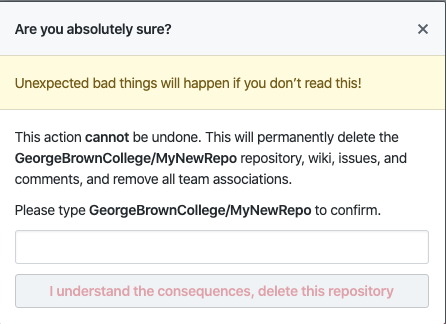 Are you absolutely sure?
Unexpected bad things will happen if you don’t read this!
This action cannot be undone. This will permanently delete the
GeorgeBrownCollege/MyNewRepo repository, wiki, issues, and
comments, and remove all team associations.
Please type GeorgeBrownCollege/MyNewRepo to confirm.
I understand the consequences, delete this repository